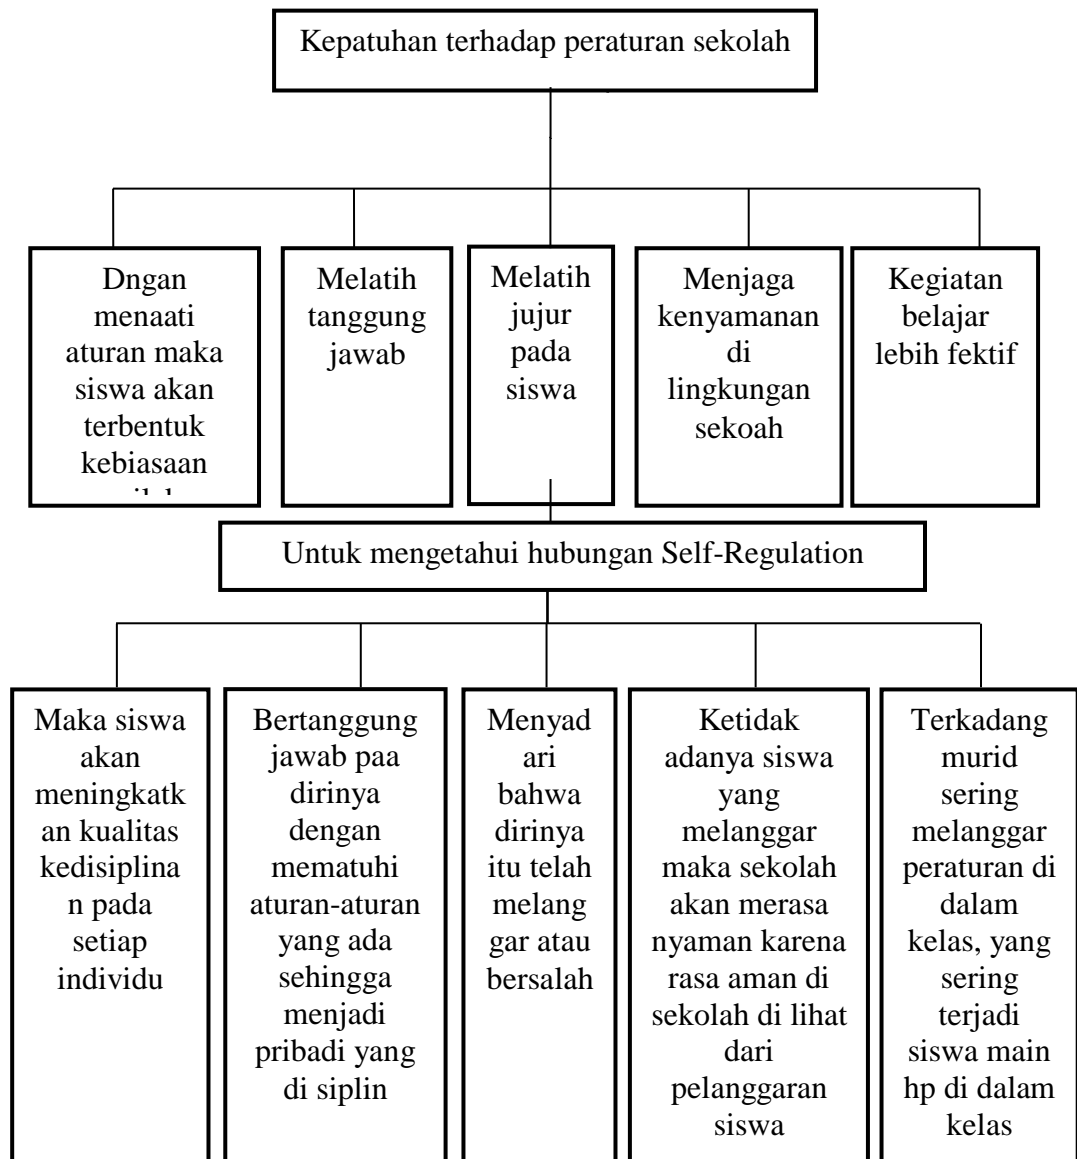 Kepatuhan terhadap peraturan sekolah
Dngan
menaati
aturan maka
siswa akan
terbentuk
kebiasaan
Melatih
tanggung
jawab
Melatih
jujur
pada
siswa
Menjaga
kenyamanan
di
lingkungan
sekoah
Kegiatan
belajar
lebih fektif
Untuk mengetahui hubungan Self-Regulation
Maka siswa
akan
meningkatk
an kualitas
kedisiplina
n pada
setiap
individu
Bertanggung
jawab paa
dirinya
dengan
mematuhi
aturan-aturan
yang ada
sehingga
menjadi
pribadi yang
di siplin
Menyad
ari
bahwa
dirinya
itu telah
melang
gar atau
bersalah
Ketidak
adanya siswa
yang
melanggar
maka sekolah
akan merasa
nyaman karena
rasa aman di
sekolah di lihat
dari
pelanggaran
siswa
Terkadang
murid
sering
melanggar
peraturan di
dalam
kelas, yang
sering
terjadi
siswa main
hp di dalam
kelas